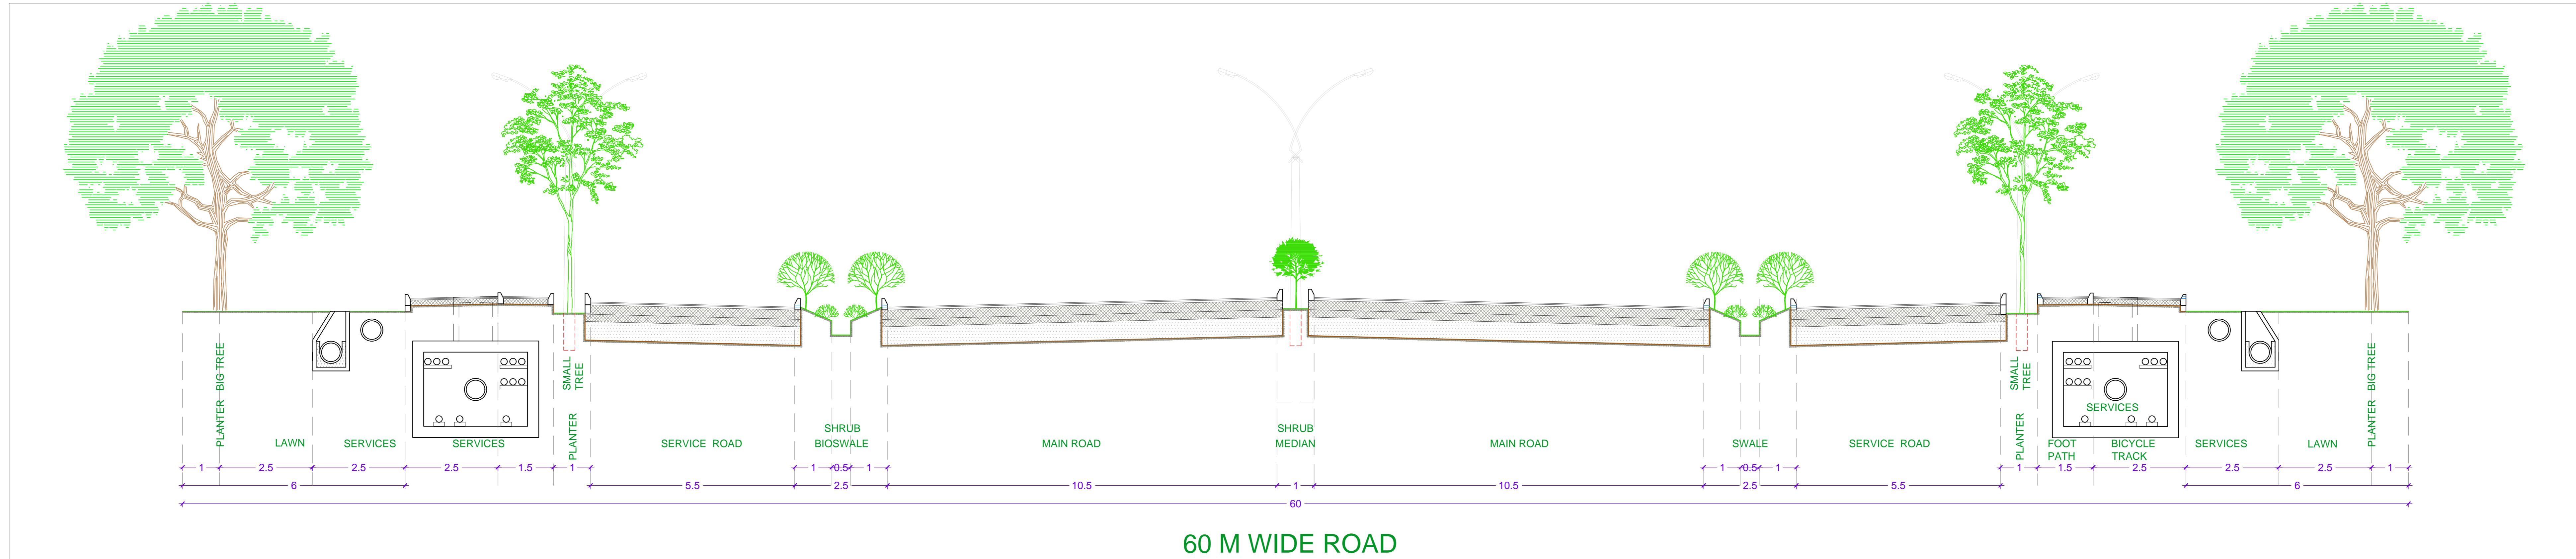 PLANTER BIG TREE
LAWN
SERVICES
SERVICES
PLANTER SMALL
TREE
SERVICE ROAD
SHRUB
BIOSWALE
MAIN ROAD
SHRUB
MEDIAN
MAIN ROAD
SWALE
SERVICE ROAD
PLANTER SMALL
TREE
FOOT
PATH
SERVICES
BICYCLE
TRACK
SERVICES
LAWN
PLANTER BIG TREE
1 2.5 2.5 2.5 1.5 1 1 0.5 1 1 0.5 1 1 1.5 2.5 2.5 2.5 1
6 5.5 2.5 10.5 1 10.5 2.5 5.5 6
60
60 M WIDE ROAD